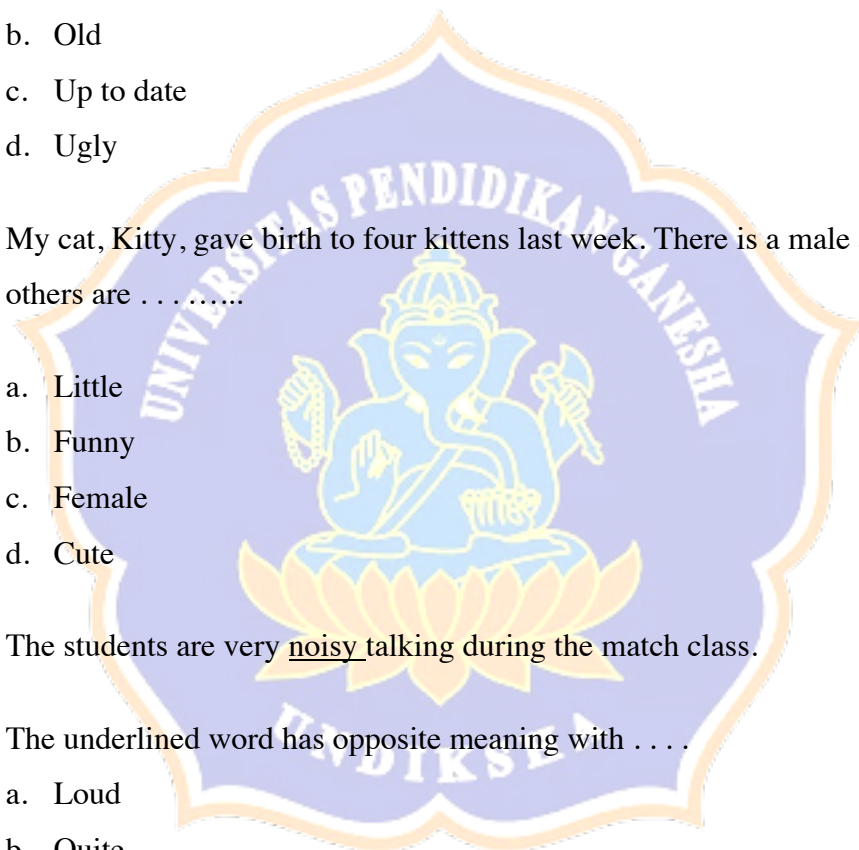 b. Old
c. Up to date
d. Ugly
UNIVERSITAS PENDIDIKAN GANESHA
My cat, Kitty, gave birth to four kittens last week. There is a male
others are . . . …...
a. Little
b. Funny
c. Female
d. Cute
The students are very noisy talking during the match class.
The underlined word has opposite meaning with . . . .
UNDIKSHA
a. Loud
b. Quite